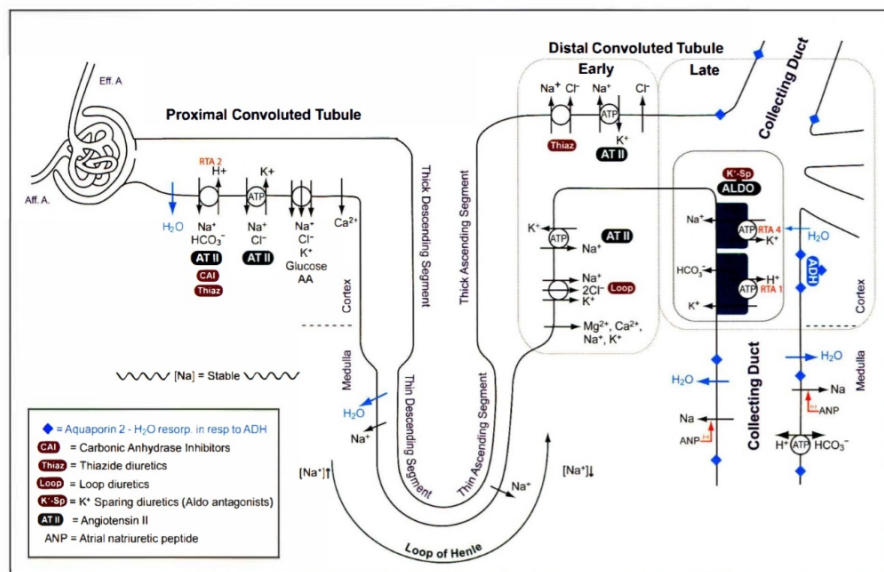 Distal Convoluted Tubule
Early
Late
Collecting Duct
Eff. A.
Aff. A.
Proximal Convoluted Tubule
RTA 2
H+
K+
ATP
H₂O
Na⁺
HCO₃⁻
AT II
CAI
Thiaz
Na⁺
Cl⁻
AT II
Na⁺
Cl⁻
K⁺
Glucose
AA
Ca²⁺
Thick Descending Segment
Thick Ascending Segment
Na⁺ Cl⁻
Na⁺
Cl⁻
ATP
K⁺
Thiaz
AT II
K⁺
ATP
Na⁺
AT II
Na⁺
2Cl⁻
K⁺
Loop
Mg²⁺, Ca²⁺,
Na⁺, K⁺
K⁺-Sp
ALDO
Na⁺
ATP
RTA 4
K⁺
HCO₃⁻
H⁺
ATP
RTA 1
K⁺
H₂O
ADH
Cortex
Medulla
Cortex
Medulla
H₂O
Na
ANP
H₂O
Na
ANP
H⁺
ATP
HCO₃⁻
Collecting Duct
[Na] = Stable
H₂O
Na⁺
Thin Descending Segment
Thin Ascending Segment
[Na⁺]↑
Na⁺
[Na⁺]↓
Loop of Henle
= Aquaporin 2 - H₂O resorp. in resp to ADH
CAI = Carbonic Anhydrase Inhibitors
Thiaz = Thiazide diuretics
Loop = Loop diuretics
K⁺-Sp = K⁺ Sparing diuretics (Aldo antagonists)
AT II = Angiotensin II
ANP = Atrial natriuretic peptide